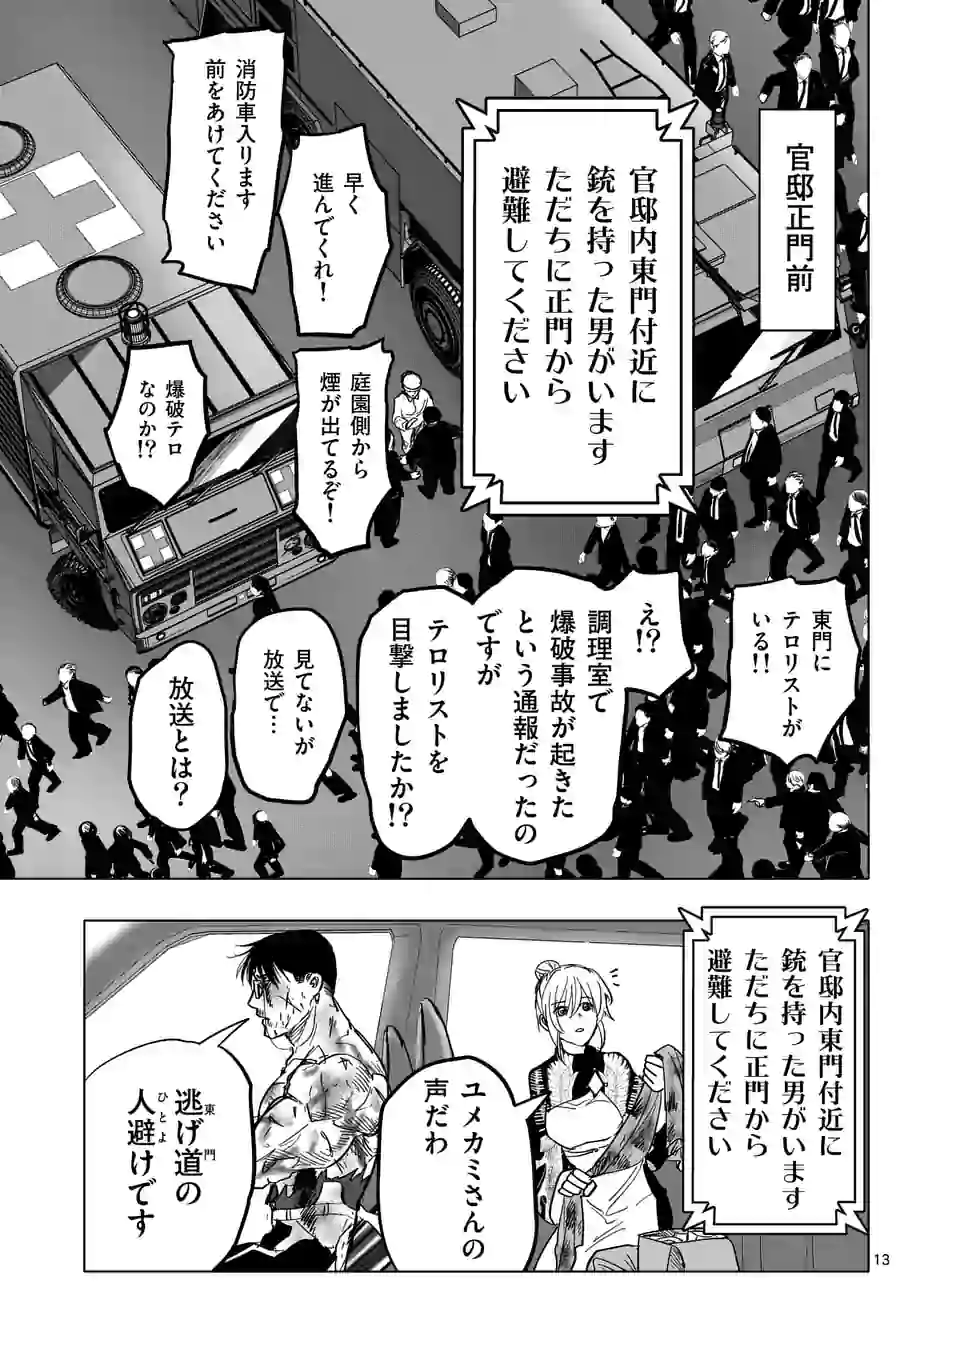 官邸正門前
官邸内東門付近に
銃を持った男がいます
ただちに正門から
避難してください
早く
進んでくれ!
消防車入ります
前をあけてください
庭園側から
煙が出てるぞ!
爆破テロ
なのか!?
東門に
テロリストが
いる!!
え!?
調理室で
爆破事故が起きた
という通報だったの
ですが
テロリストを
目撃しましたか!?
見てないが
放送で…
放送とは?
官邸内東門付近に
銃を持った男がいます
ただちに正門から
避難してください
ユメカミさんの
声だわ
逃げ道の
東門
人避けです
ひとよ
13